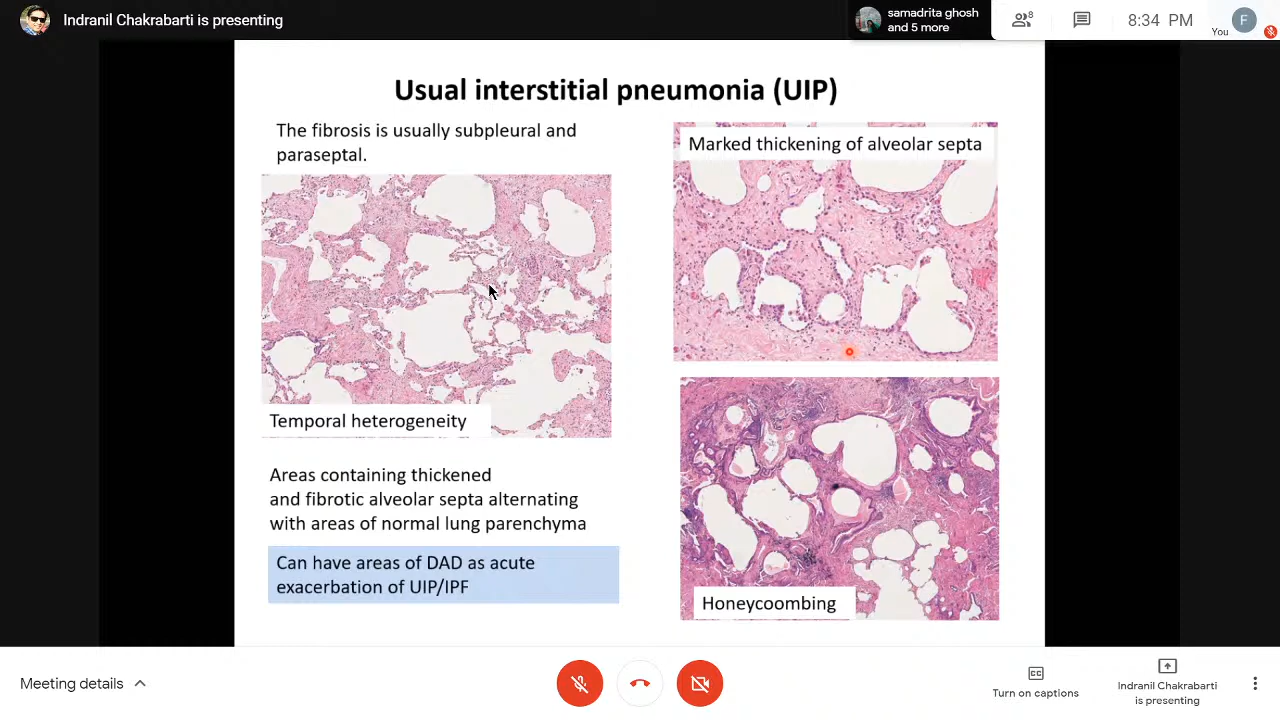 Indranil Chakrabarti is presenting
samadrita ghosh
and 5 more
8
8:34 PM
You
F
Usual interstitial pneumonia (UIP)
The fibrosis is usually subpleural and
paraseptal.
Temporal heterogeneity
Areas containing thickened
and fibrotic alveolar septa alternating
with areas of normal lung parenchyma
Can have areas of DAD as acute
exacerbation of UIP/IPF
Marked thickening of alveolar septa
Honeycoombing
Meeting details
CC
Turn on captions
Indranil Chakrabarti
is presenting